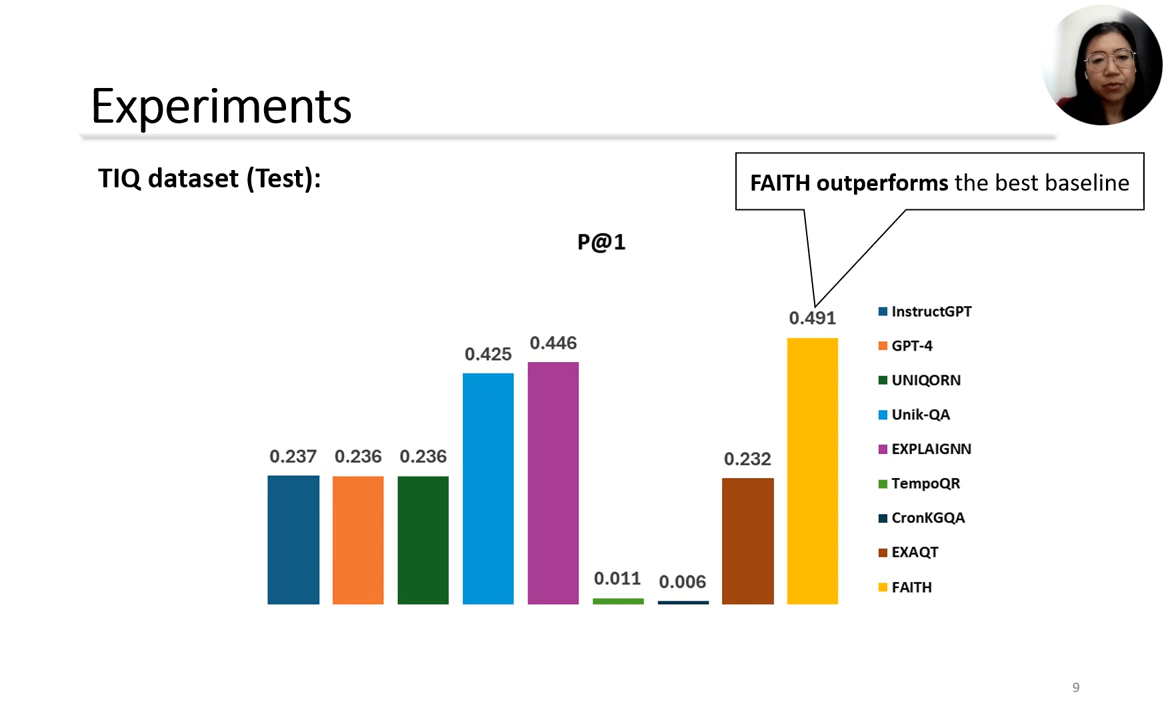 Experiments
TIQ dataset (Test):
FAITH outperforms the best baseline
P@1
0.237
0.236
0.236
0.425
0.446
0.011
0.006
0.232
0.491
InstructGPT
GPT-4
UNIQORN
Unik-QA
EXPLAIGNN
TempoQR
CronKGQA
EXAQT
FAITH
9